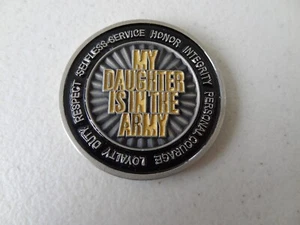 MY
DAUGHTER
IS IN THE
ARMY
LOYALTY DUTY RESPECT SELFLESS-SERVICE HONOR INTEGRITY PERSONAL COURAGE